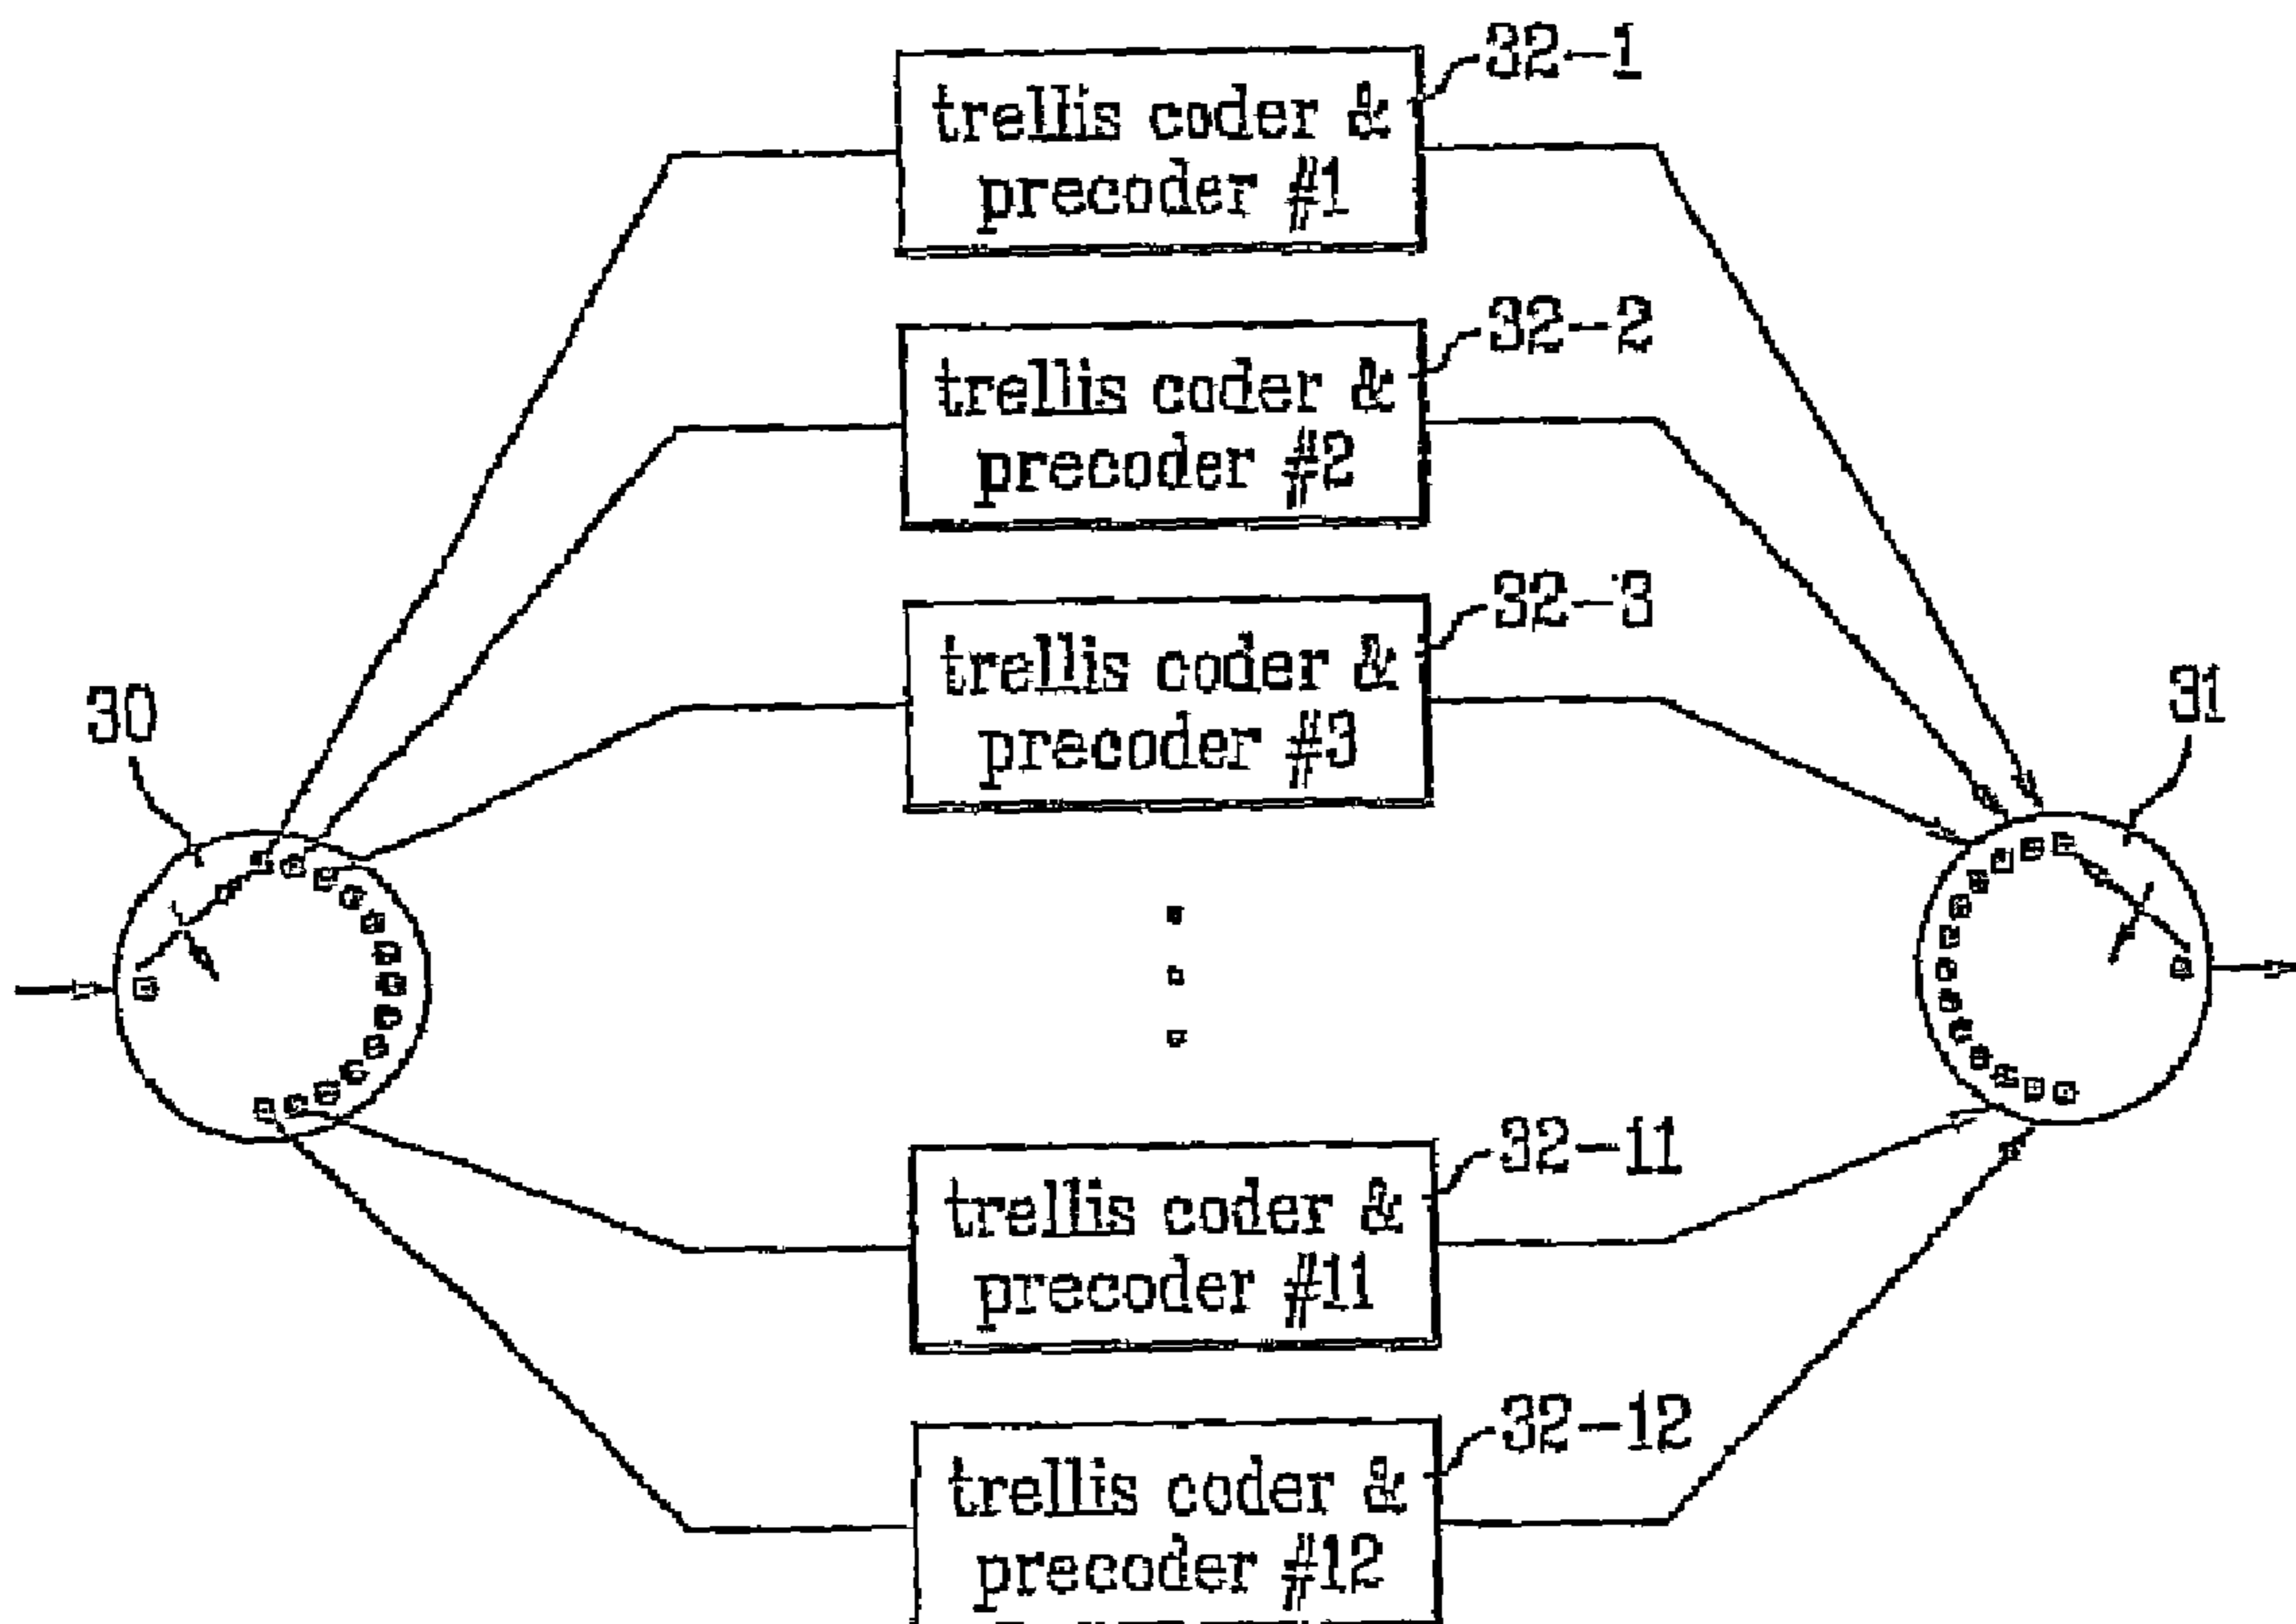 32-1
trellis coder &
precoder #1
32-2
trellis coder &
precoder #2
32-3
trellis coder &
precoder #3
30
31
32-11
trellis coder &
precoder #11
32-12
trellis coder &
precoder #12